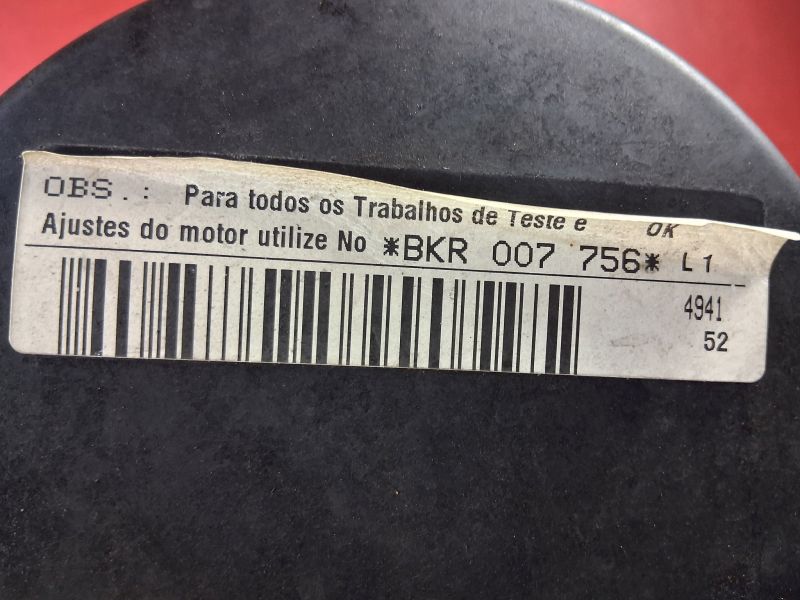 OBS.: Para todos os Trabalhos de Teste e OK
Ajustes do motor utilize No *BKR 007 756* L1
4941
52